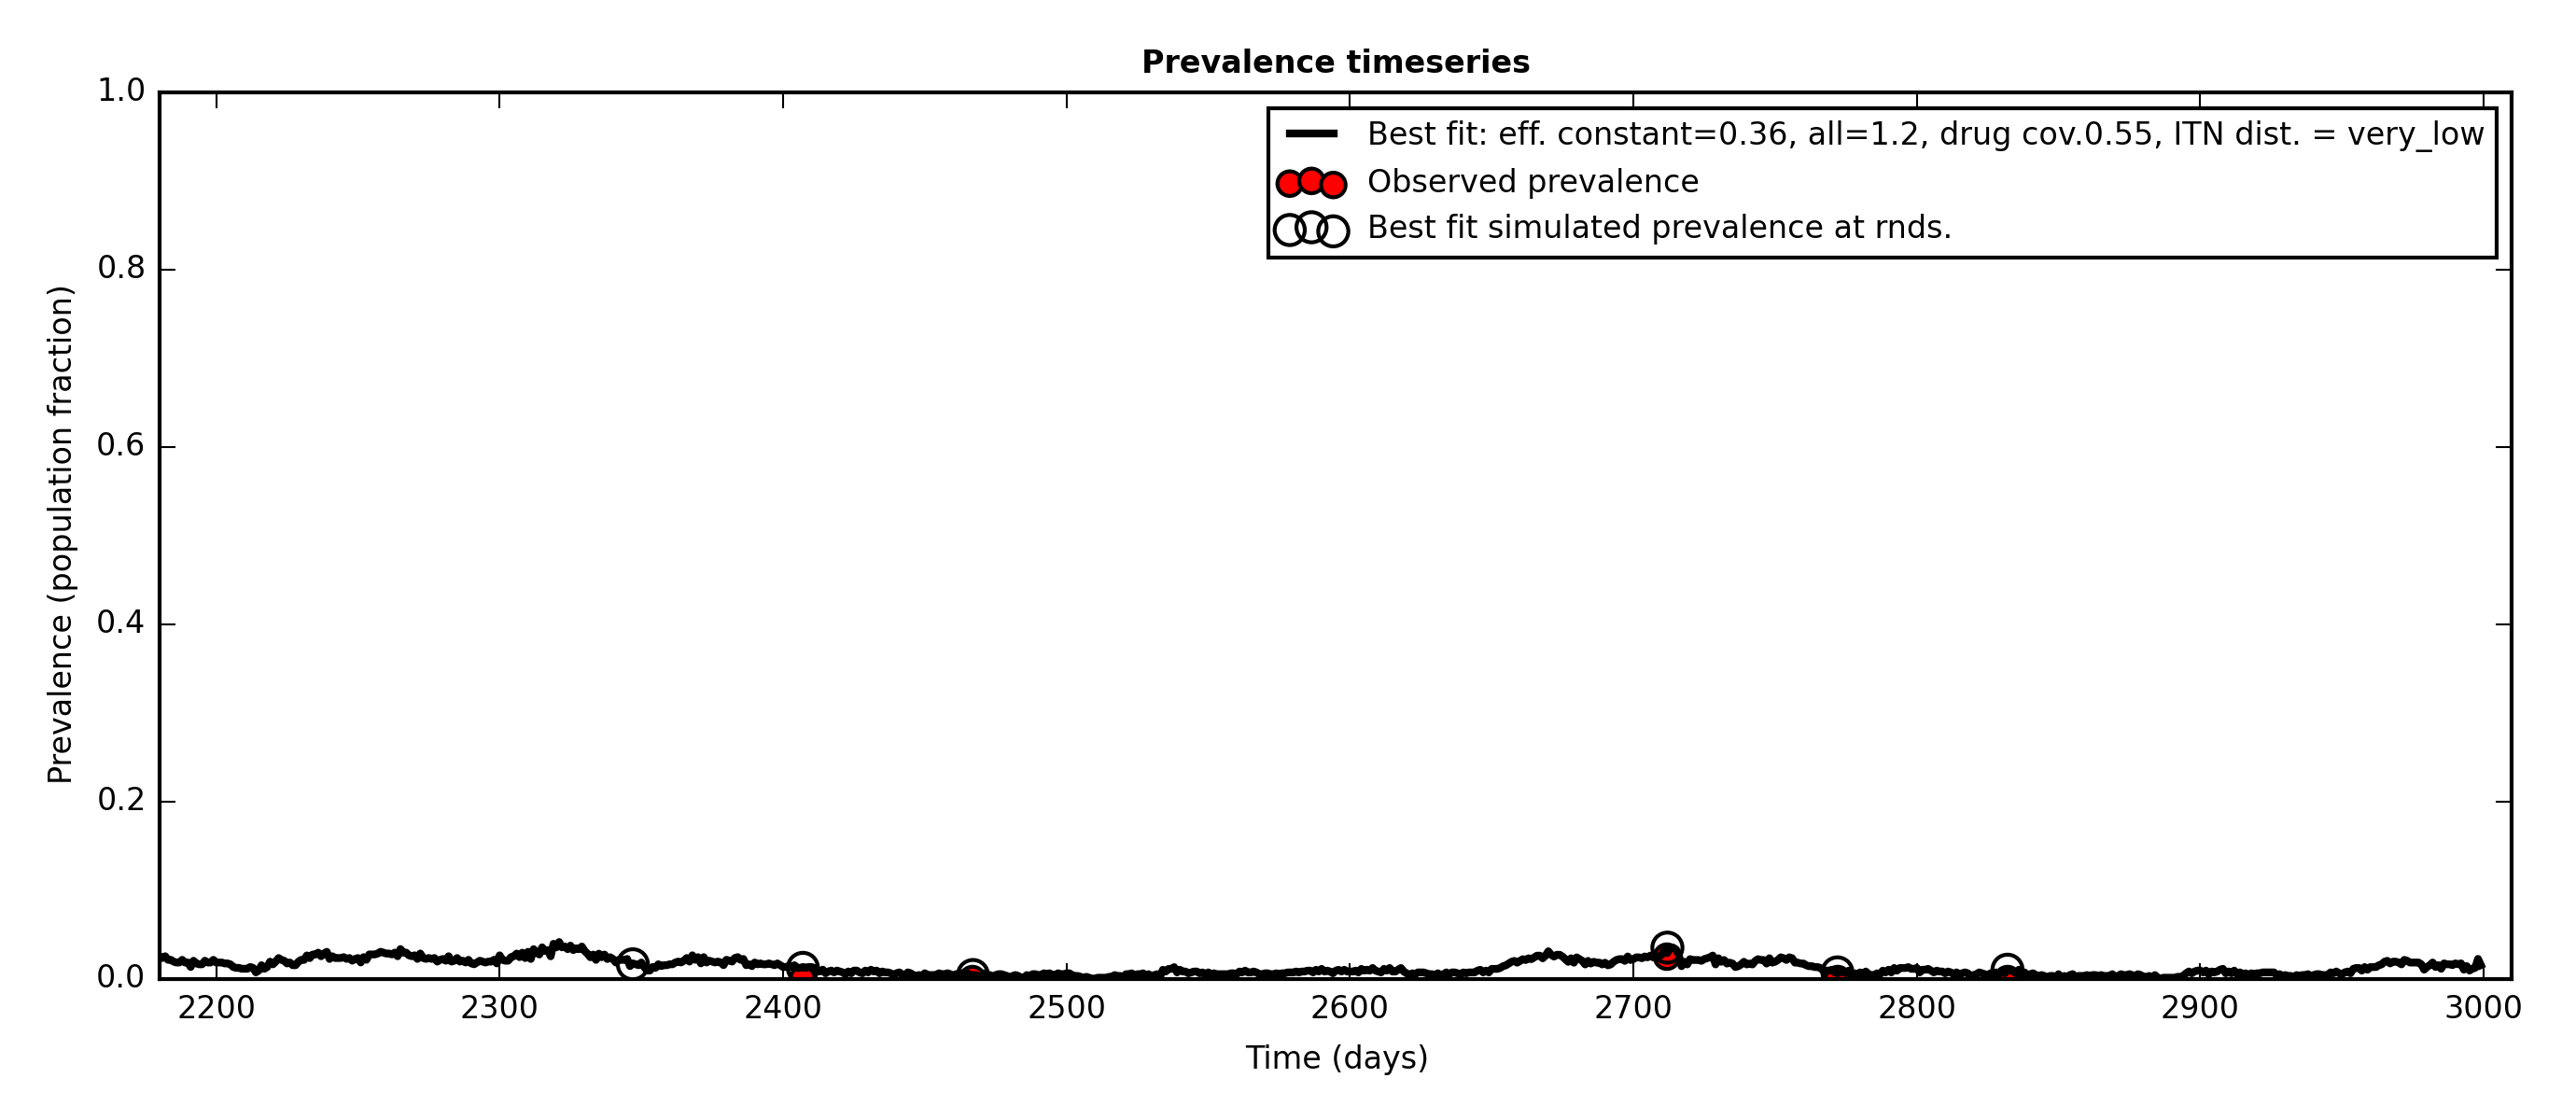 Prevalence timeseries
1.0
0.8
0.6
0.4
0.2
0.0
Prevalence (population fraction)
Best fit: eff. constant=0.36, all=1.2, drug cov.0.55, ITN dist. = very_low
Observed prevalence
Best fit simulated prevalence at rnds.
2200 2300 2400 2500 2600 2700 2800 2900 3000
Time (days)